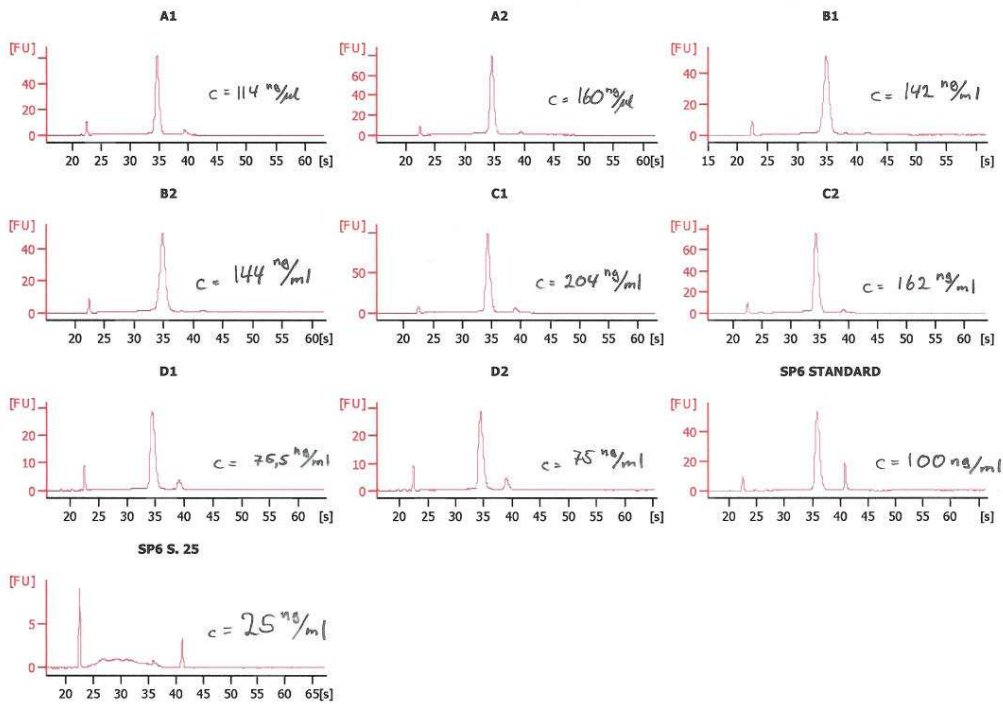 A1
A2
B1
[FU]
40
20
0
20 25 30 35 40 45 50 55 60 [s]
c = 114 ng/µl
[FU]
60
40
20
0
20 25 30 35 40 45 50 55 60 [s]
c = 160 ng/µl
[FU]
40
20
0
15 20 25 30 35 40 45 50 55 [s]
c = 142 ng/ml
B2
C1
C2
[FU]
40
20
0
20 25 30 35 40 45 50 55 60 [s]
c = 144 ng/ml
[FU]
50
0
20 25 30 35 40 45 50 55 60 [s]
c = 204 ng/ml
[FU]
60
40
20
0
20 25 30 35 40 45 50 55 60 [s]
c = 162 ng/ml
D1
D2
SP6 STANDARD
[FU]
20
10
0
20 25 30 35 40 45 50 55 60 [s]
c = 75,5 ng/ml
[FU]
20
10
0
20 25 30 35 40 45 50 55 60 65 [s]
c = 75 ng/ml
[FU]
40
20
0
20 25 30 35 40 45 50 55 60 [s]
c = 100 ng/ml
SP6 S. 25
[FU]
5
0
20 25 30 35 40 45 50 55 60 65[s]
c = 25 ng/ml